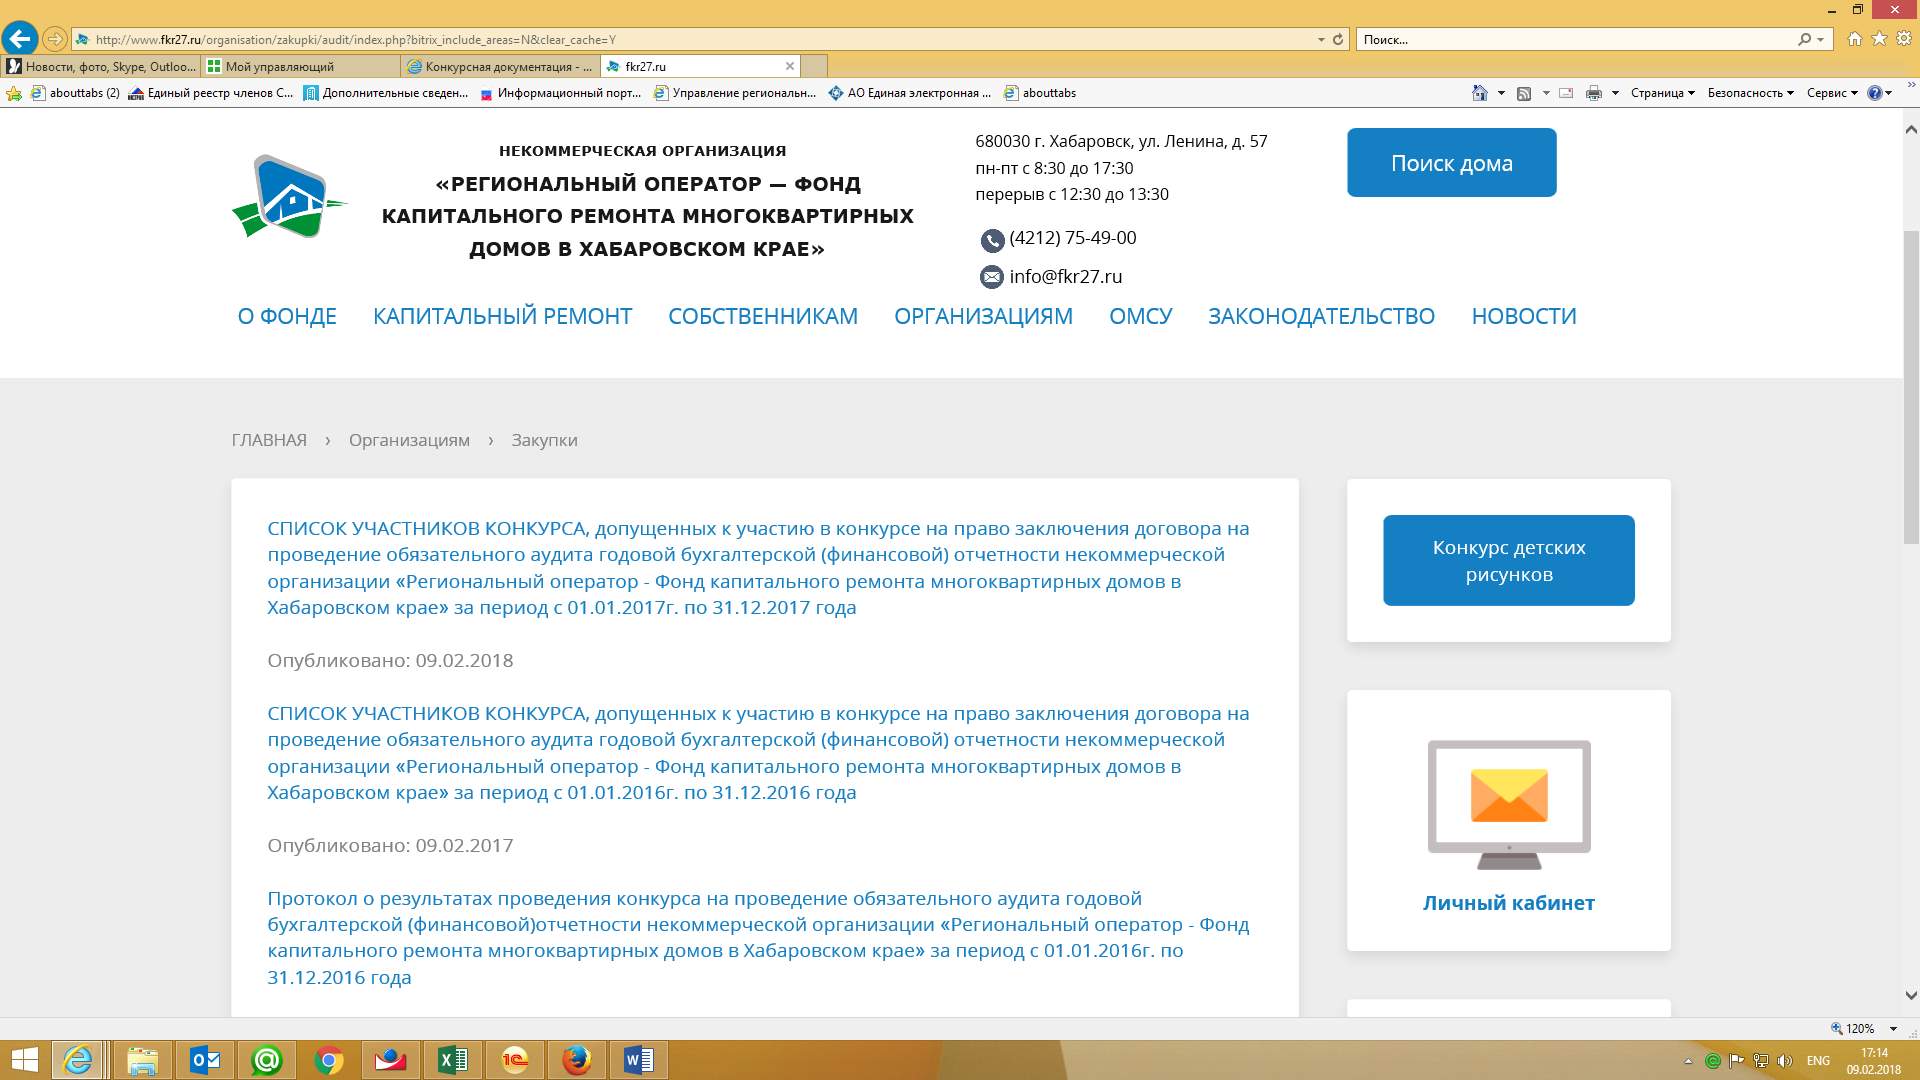 http://www.fkr27.ru/organisation/zakupki/audit/index.php?bitrix_include_areas=N&clear_cache=Y
Поиск...
Новости, фото, Skype, Outloo...
Мой управляющий
Конкурсная документация - ...
fkr27.ru
abouttabs (2)
Единый реестр членов С...
Дополнительные сведен...
Информационный порт...
Управление региональн...
АО Единая электронная ...
abouttabs
Страница
Безопасность
Сервис
НЕКОММЕРЧЕСКАЯ ОРГАНИЗАЦИЯ
«РЕГИОНАЛЬНЫЙ ОПЕРАТОР — ФОНД
КАПИТАЛЬНОГО РЕМОНТА МНОГОКВАРТИРНЫХ
ДОМОВ В ХАБАРОВСКОМ КРАЕ»
680030 г. Хабаровск, ул. Ленина, д. 57
пн-пт с 8:30 до 17:30
перерыв с 12:30 до 13:30
(4212) 75-49-00
info@fkr27.ru
Поиск дома
О ФОНДЕ КАПИТАЛЬНЫЙ РЕМОНТ СОБСТВЕННИКАМ ОРГАНИЗАЦИЯМ ОМСУ ЗАКОНОДАТЕЛЬСТВО НОВОСТИ
ГЛАВНАЯ › Организациям › Закупки
СПИСОК УЧАСТНИКОВ КОНКУРСА, допущенных к участию в конкурсе на право заключения договора на
проведение обязательного аудита годовой бухгалтерской (финансовой) отчетности некоммерческой
организации «Региональный оператор - Фонд капитального ремонта многоквартирных домов в
Хабаровском крае» за период с 01.01.2017г. по 31.12.2017 года
Опубликовано: 09.02.2018
СПИСОК УЧАСТНИКОВ КОНКУРСА, допущенных к участию в конкурсе на право заключения договора на
проведение обязательного аудита годовой бухгалтерской (финансовой) отчетности некоммерческой
организации «Региональный оператор - Фонд капитального ремонта многоквартирных домов в
Хабаровском крае» за период с 01.01.2016г. по 31.12.2016 года
Опубликовано: 09.02.2017
Протокол о результатах проведения конкурса на проведение обязательного аудита годовой
бухгалтерской (финансовой)отчетности некоммерческой организации «Региональный оператор - Фонд
капитального ремонта многоквартирных домов в Хабаровском крае» за период с 01.01.2016г. по
31.12.2016 года
Конкурс детских
рисунков
Личный кабинет
120%
ENG
17:14
09.02.2018